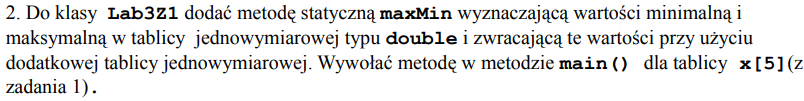 2. Do klasy Lab3Z1 dodać metodę statyczną maxMin wyznaczającą wartości minimalną i
maksymalną w tablicy jednowymiarowej typu double i zwracającą te wartości przy użyciu
dodatkowej tablicy jednowymiarowej. Wywołać metodę w metodzie main() dla tablicy x[5](z
zadania 1).